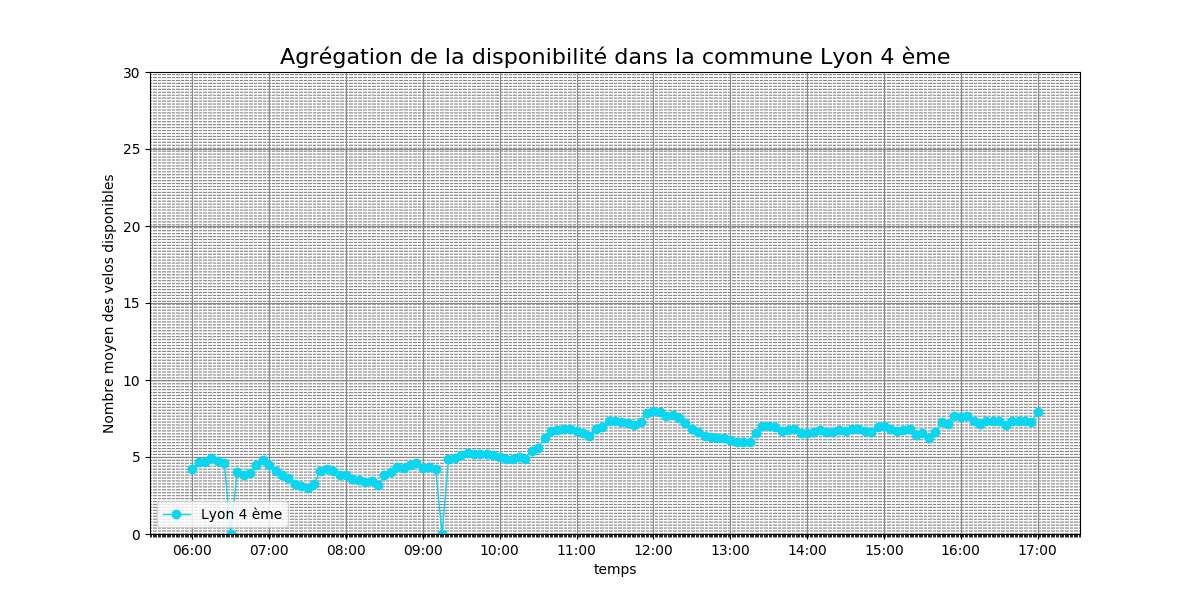 Agrégation de la disponibilité dans la commune Lyon 4 ème
Nombre moyen des velos disponibles
30
25
20
15
10
5
0
Lyon 4 ème
06:00 07:00 08:00 09:00 10:00 11:00 12:00 13:00 14:00 15:00 16:00 17:00
temps